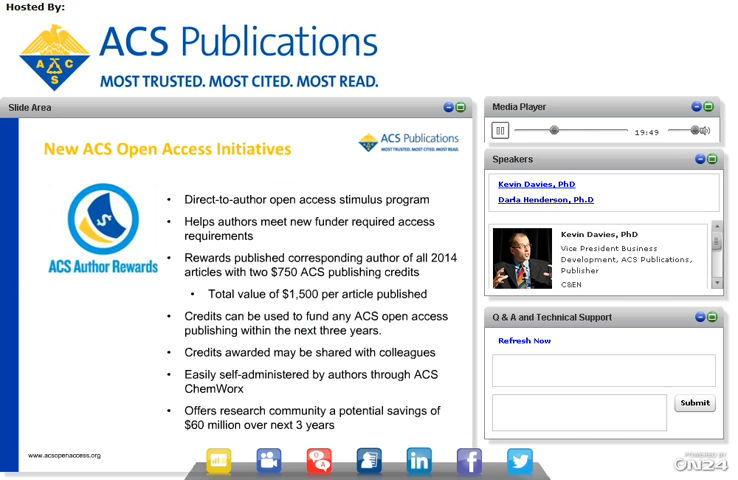 Hosted By:
ACS Publications
MOST TRUSTED. MOST CITED. MOST READ.
A C S
Slide Area
New ACS Open Access Initiatives
ACS Publications
MOST TRUSTED. MOST CITED. MOST READ.
ACS Author Rewards
• Direct-to-author open access stimulus program
• Helps authors meet new funder required access
requirements
• Rewards published corresponding author of all 2014
articles with two $750 ACS publishing credits
• Total value of $1,500 per article published
• Credits can be used to fund any ACS open access
publishing within the next three years.
• Credits awarded may be shared with colleagues
• Easily self-administered by authors through ACS
ChemWorx
• Offers research community a potential savings of
$60 million over next 3 years
www.acsopenaccess.org
Media Player
19:49
Speakers
Kevin Davies, PhD
Darla Henderson, Ph.D
Kevin Davies, PhD
Vice President Business
Development, ACS Publications,
Publisher
C&EN
Q & A and Technical Support
Refresh Now
Submit
Q A
in
f
POWERED BY
ON24